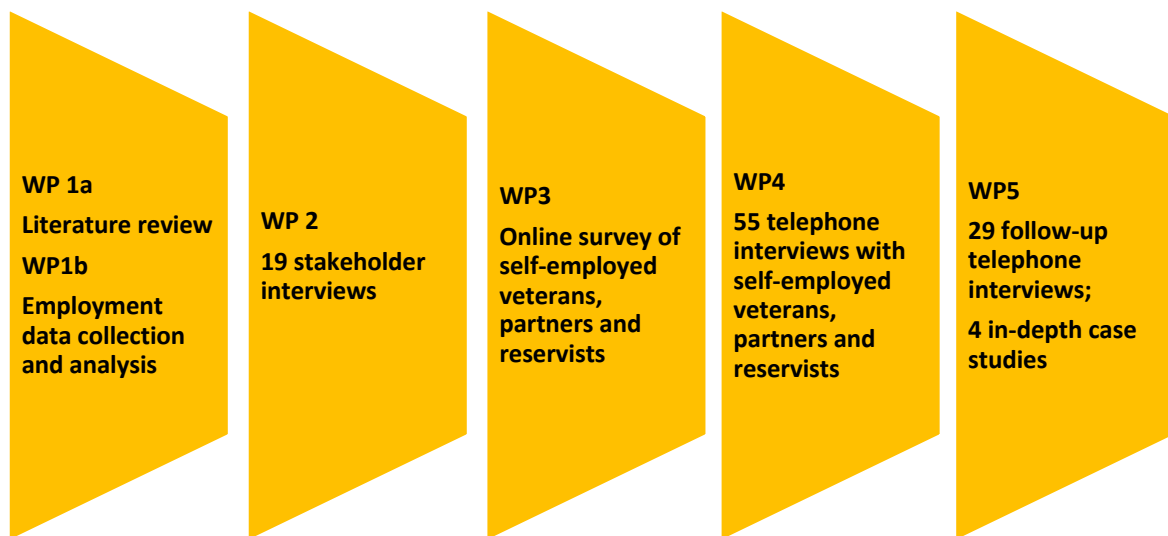 WP 1a
Literature review
WP1b
Employment
data collection
and analysis
WP 2
19 stakeholder
interviews
WP3
Online survey of
self-employed
veterans,
partners and
reservists
WP4
55 telephone
interviews with
self-employed
veterans,
partners and
reservists
WP5
29 follow-up
telephone
interviews;
4 in-depth case
studies